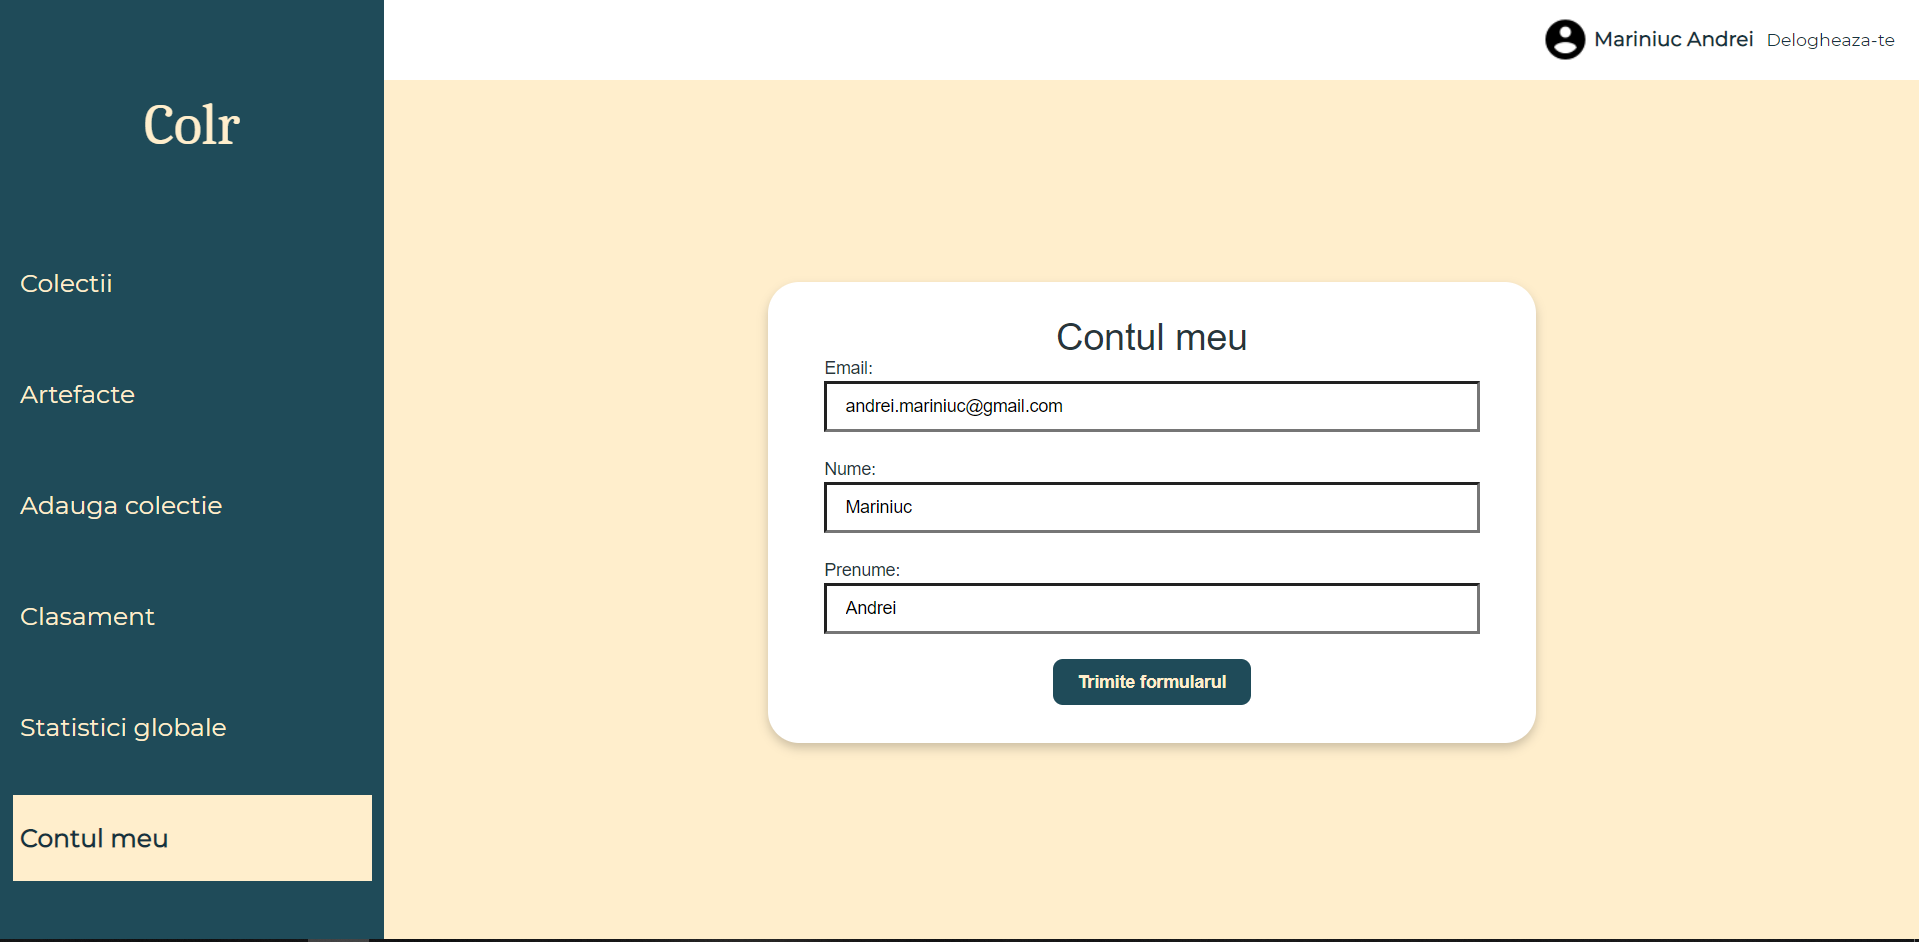 Colr
Colectii
Artefacte
Adauga colectie
Clasament
Statistici globale
Contul meu
Mariniuc Andrei Delogheaza-te
Contul meu
Email:
andrei.mariniuc@gmail.com
Nume:
Mariniuc
Prenume:
Andrei
Trimite formularul